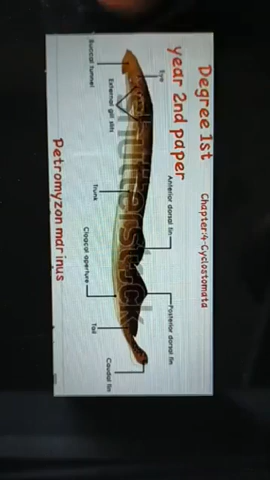 Degree 1st
year 2nd paper
Chapter:4-Cyclostomata
Eye
Anterior dorsal fin
Posterior dorsal fin
Buccal funnel
External gill slits
Trunk
Cloacal aperture
Tail
Caudal fin
shutterstock
Petromyzon marinus